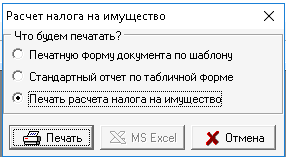 Расчет налога на имущество
Что будем печатать?
Печатную форму документа по шаблону
Стандартный отчет по табличной форме
Печать расчета налога на имущество
Печать
MS Excel
Отмена